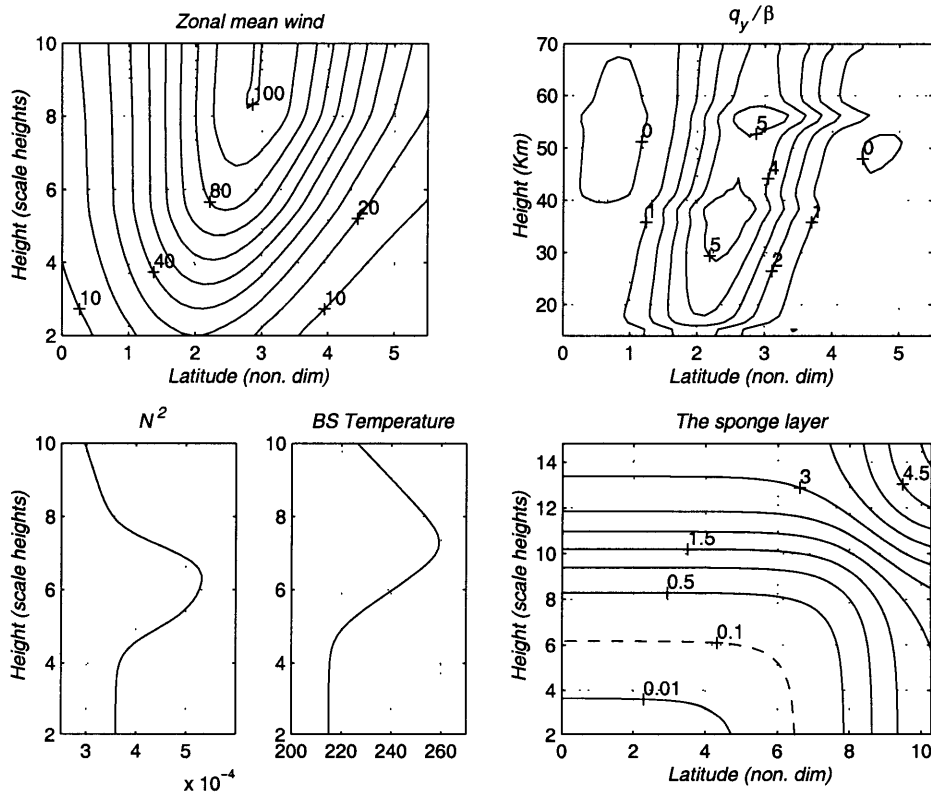 Zonal mean wind
Height (scale heights)
10
8
6
4
2
100
80
40
20
10
10
0 1 2 3 4 5
Latitude (non. dim)
q_y/β
Height (Km)
70
60
50
40
30
20
0
5
0
4
1
1
5
2
0 1 2 3 4 5
Latitude (non. dim)
N²
Height (scale heights)
10
8
6
4
2
3 4 5
x 10⁻⁴
BS Temperature
10
8
6
4
2
200 220 240 260
The sponge layer
Height (scale heights)
14
12
10
8
6
4
2
3
4.5
1.5
0.5
0.1
0.01
0 2 4 6 8 10
Latitude (non. dim)